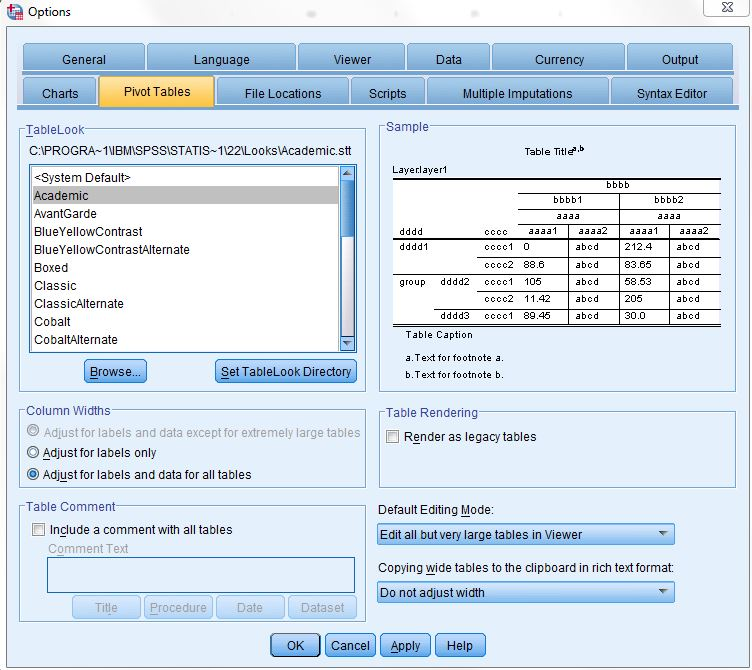 Options
General Language Viewer Data Currency Output
Charts Pivot Tables File Locations Scripts Multiple Imputations Syntax Editor
TableLook
C:\PROGRA~1\IBM\SPSS\STATIS~1\22\Looks\Academic.stt
<System Default>
Academic
AvantGarde
BlueYellowContrast
BlueYellowContrastAlternate
Boxed
Classic
ClassicAlternate
Cobalt
CobaltAlternate
Browse... Set TableLook Directory
Sample
Table Titlea,b
Layer:layer1
bbbb
bbbb1 bbbb2
aaaa aaaa
dddd cccc aaaa1 aaaa2 aaaa1 aaaa2
dddd1 cccc1 0 abcd 212.4 abcd
cccc2 88.6 abcd 83.65 abcd
group dddd2 cccc1 105 abcd 58.53 abcd
cccc2 11.42 abcd 205 abcd
dddd3 cccc1 89.45 abcd 30.0 abcd
Table Caption
a.Text for footnote a.
b.Text for footnote b.
Column Widths
Adjust for labels and data except for extremely large tables
Adjust for labels only
Adjust for labels and data for all tables
Table Rendering
Render as legacy tables
Table Comment
Include a comment with all tables
Comment Text
Title Procedure Date Dataset
Default Editing Mode:
Edit all but very large tables in Viewer
Copying wide tables to the clipboard in rich text format:
Do not adjust width
OK Cancel Apply Help